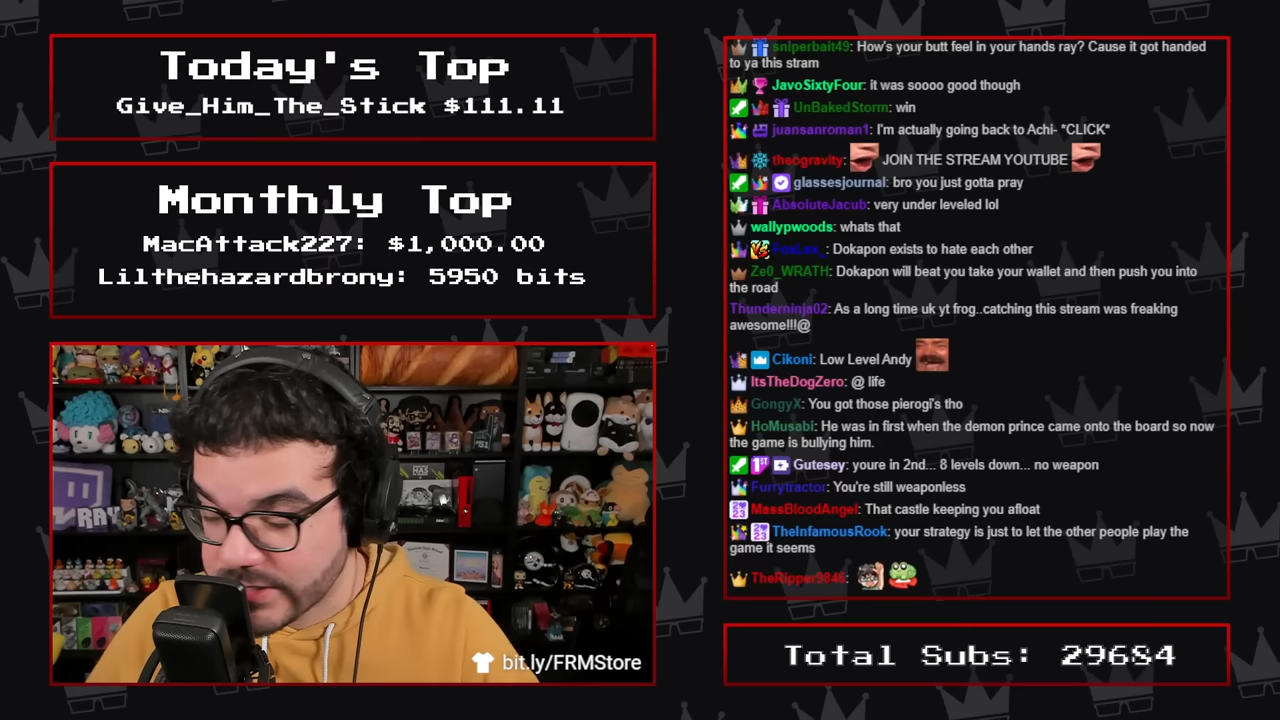 Today's Top
Give_Him_The_Stick $111.11
Monthly Top
MacAttack227: $1,000.00
Lilthehazardbrony: 5950 bits
RAY
bit.ly/FRMStore
sniperbait49: How's your butt feel in your hands ray? Cause it got handed
to ya this stram
JavoSixtyFour: it was soooo good though
UnBakedStorm: win
juansanroman1: I'm actually going back to Achi- *CLICK*
theogravity: JOIN THE STREAM YOUTUBE
glassesjournal: bro you just gotta pray
AbsoluteJacub: very under leveled lol
wallypwoods: whats that
FoxLex_: Dokapon exists to hate each other
Ze0_WRATH: Dokapon will beat you take your wallet and then push you into
the road
Thunderninja02: As a long time uk yt frog..catching this stream was freaking
awesome!!!@
Cikoni: Low Level Andy
ItsTheDogZero: @ life
GongyX: You got those pierogi's tho
HoMusabi: He was in first when the demon prince came onto the board so now
the game is bullying him.
1ST Gutesey: youre in 2nd... 8 levels down... no weapon
Furrytractor: You're still weaponless
MassBloodAngel: That castle keeping you afloat
TheInfamousRook: your strategy is just to let the other people play the
game it seems
TheRipper9846:
Total Subs: 29684